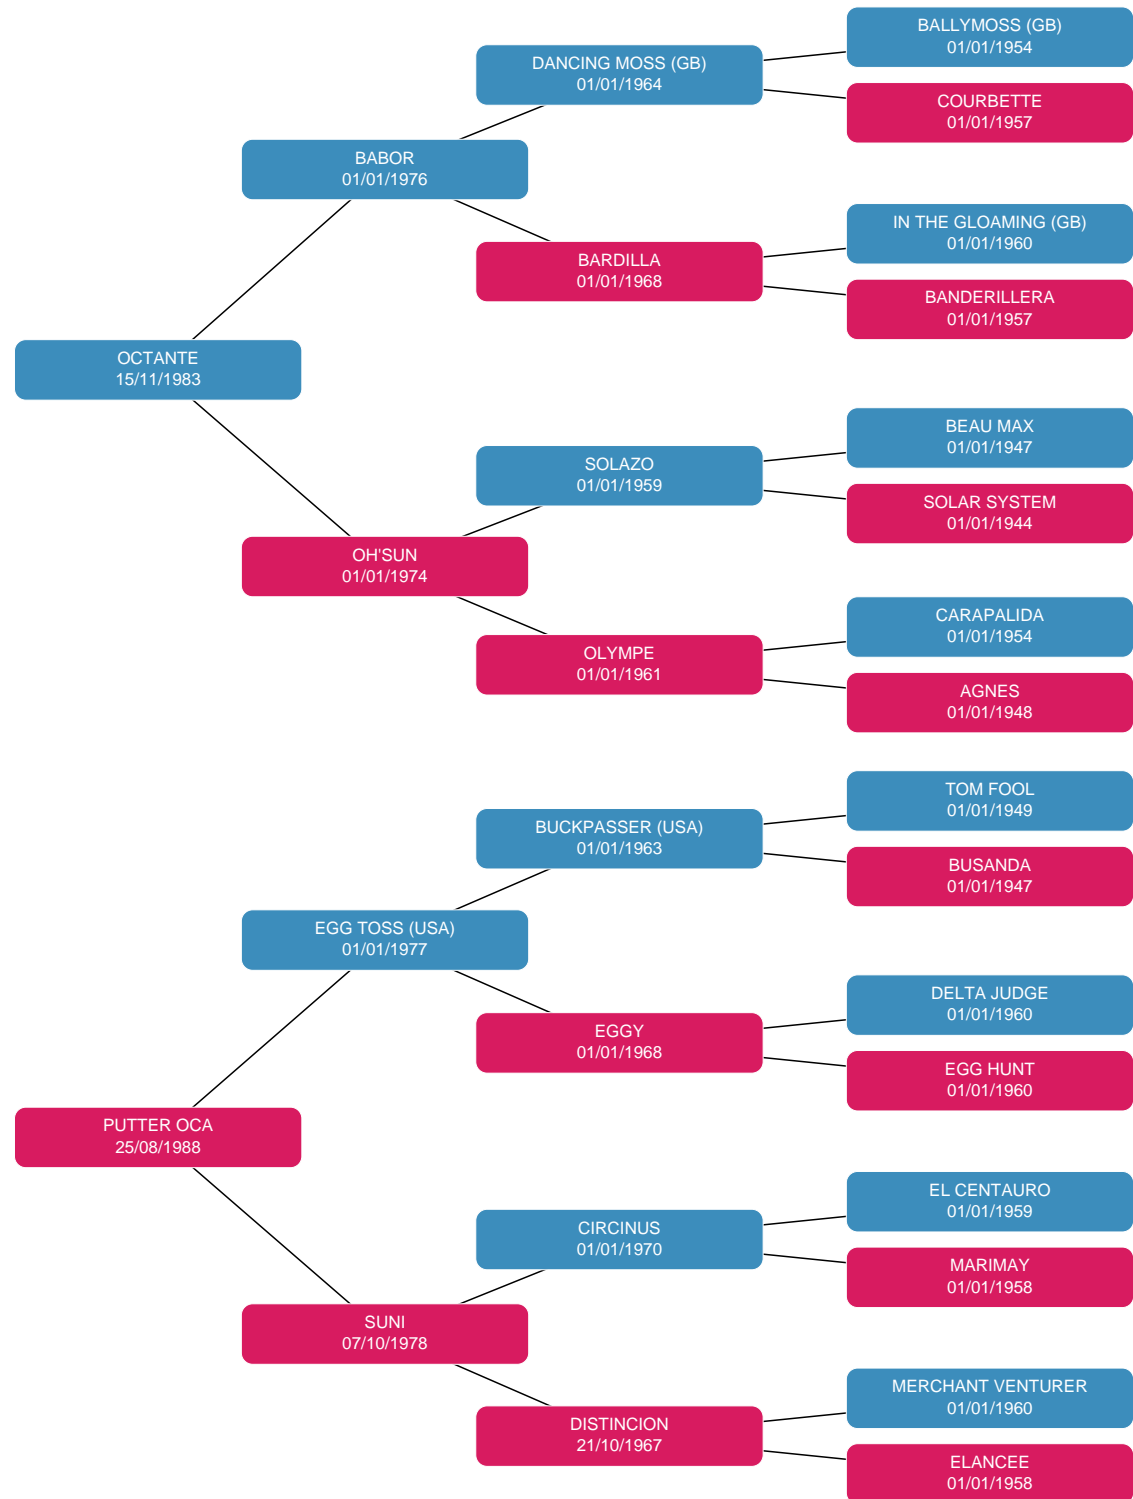 BALLYMOSS (GB)
01/01/1954
DANCING MOSS (GB)
01/01/1964
COURBETTE
01/01/1957
BABOR
01/01/1976
IN THE GLOAMING (GB)
01/01/1960
BARDILLA
01/01/1968
BANDERILLERA
01/01/1957
OCTANTE
15/11/1983
BEAU MAX
01/01/1947
SOLAZO
01/01/1959
SOLAR SYSTEM
01/01/1944
OH'SUN
01/01/1974
CARAPALIDA
01/01/1954
OLYMPE
01/01/1961
AGNES
01/01/1948
TOM FOOL
01/01/1949
BUCKPASSER (USA)
01/01/1963
BUSANDA
01/01/1947
EGG TOSS (USA)
01/01/1977
DELTA JUDGE
01/01/1960
EGGY
01/01/1968
EGG HUNT
01/01/1960
PUTTER OCA
25/08/1988
EL CENTAURO
01/01/1959
CIRCINUS
01/01/1970
MARIMAY
01/01/1958
SUNI
07/10/1978
MERCHANT VENTURER
01/01/1960
DISTINCION
21/10/1967
ELANCEE
01/01/1958